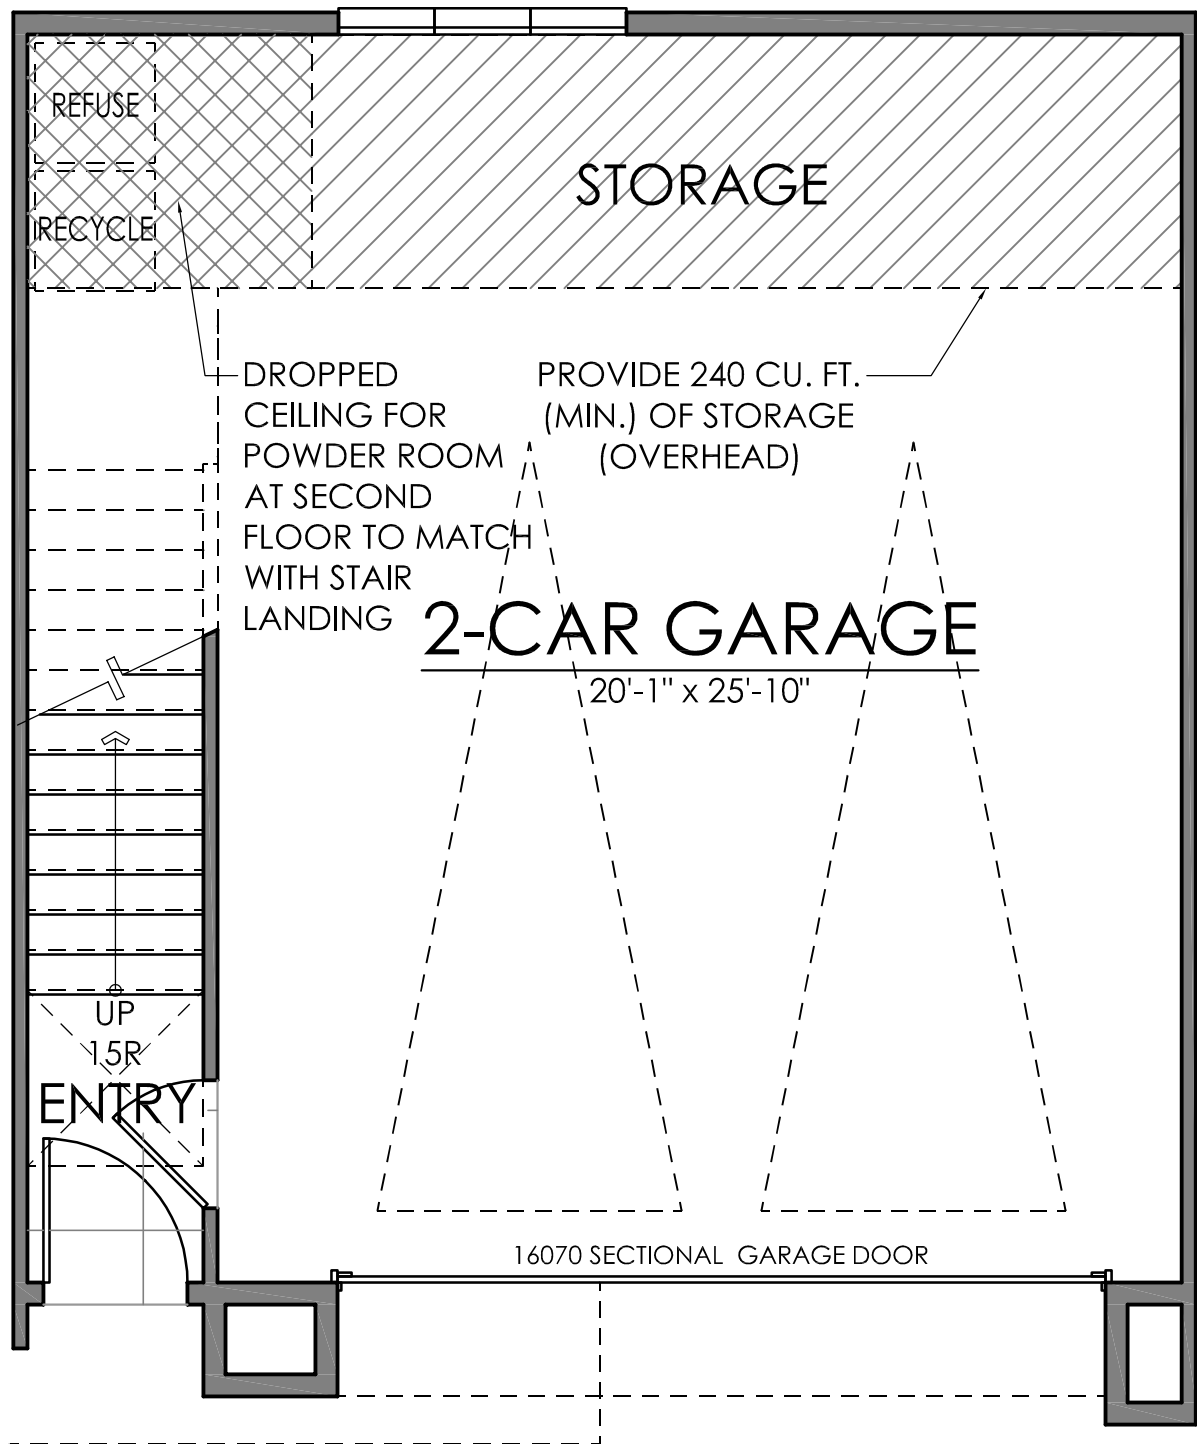 REFUSE
STORAGE
RECYCLE
DROPPED
CEILING FOR
POWDER ROOM
AT SECOND
FLOOR TO MATCH
WITH STAIR
LANDING
PROVIDE 240 CU. FT.
(MIN.) OF STORAGE
(OVERHEAD)
2-CAR GARAGE
20'-1" x 25'-10"
UP
15R
ENTRY
16070 SECTIONAL GARAGE DOOR